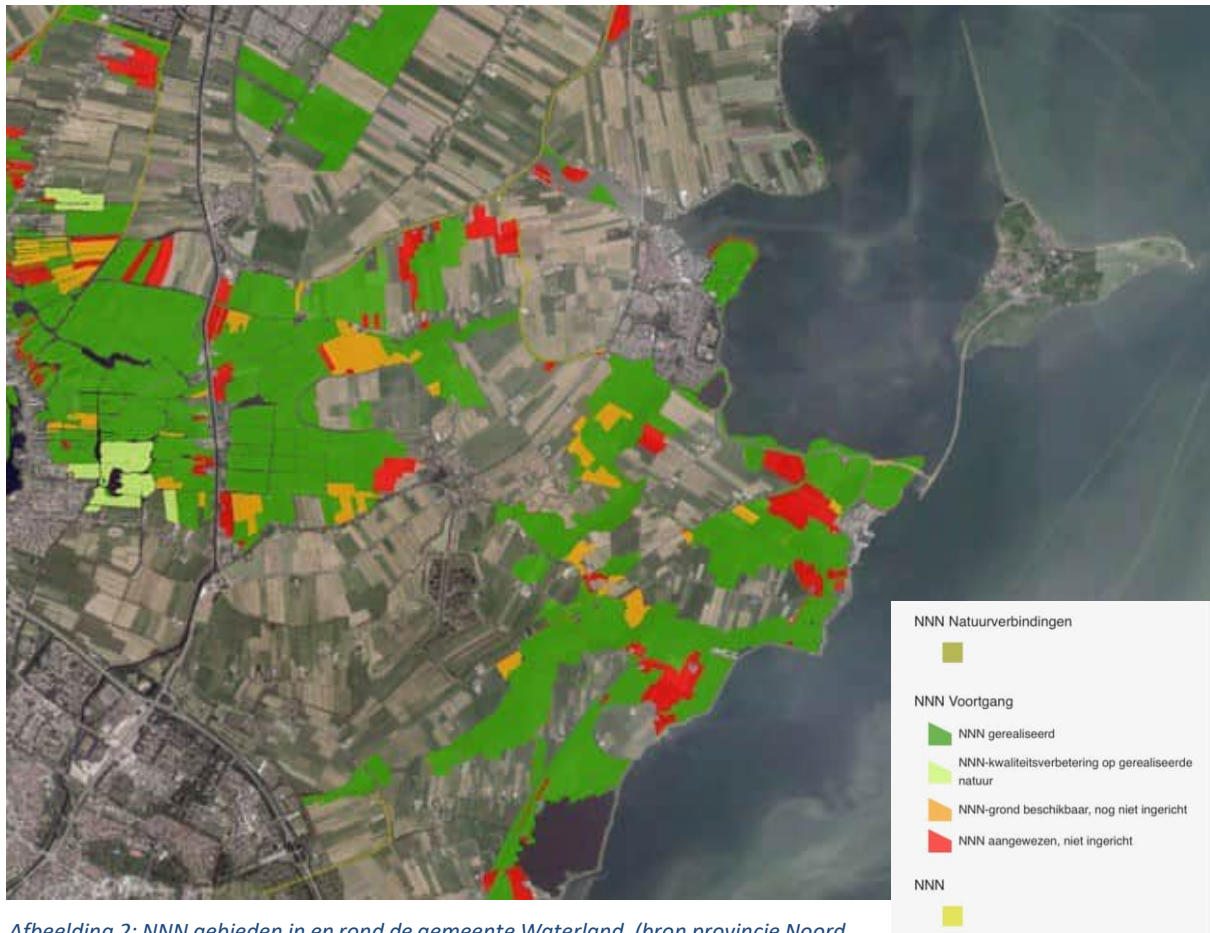 NNN Natuurverbindingen
NNN Voortgang
NNN gerealiseerd
NNN-kwaliteitsverbetering op gerealiseerde
natuur
NNN-grond beschikbaar, nog niet ingericht
NNN aangewezen, niet ingericht
NNN
Afbeelding 2: NNN gebieden in en rond de gemeente Waterland. (bron provincie Noord